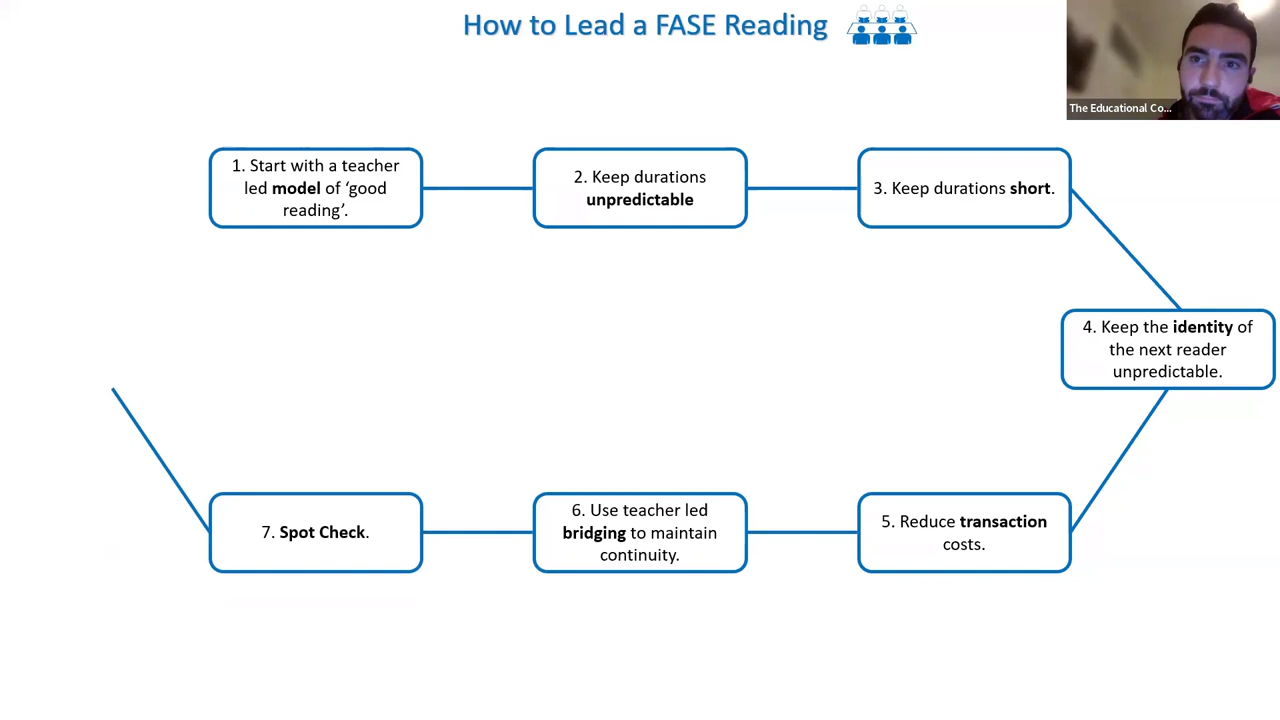 How to Lead a FASE Reading
The Educational Co...
1. Start with a teacher
led model of ‘good
reading’.
2. Keep durations
unpredictable
3. Keep durations short.
4. Keep the identity of
the next reader
unpredictable.
5. Reduce transaction
costs.
6. Use teacher led
bridging to maintain
continuity.
7. Spot Check.